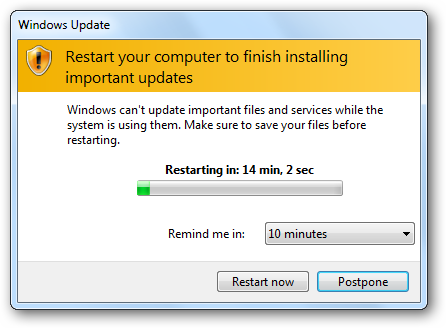 Windows Update
Restart your computer to finish installing
important updates
Windows can't update important files and services while the
system is using them. Make sure to save your files before
restarting.
Restarting in: 14 min, 2 sec
Remind me in: 10 minutes
Restart now Postpone